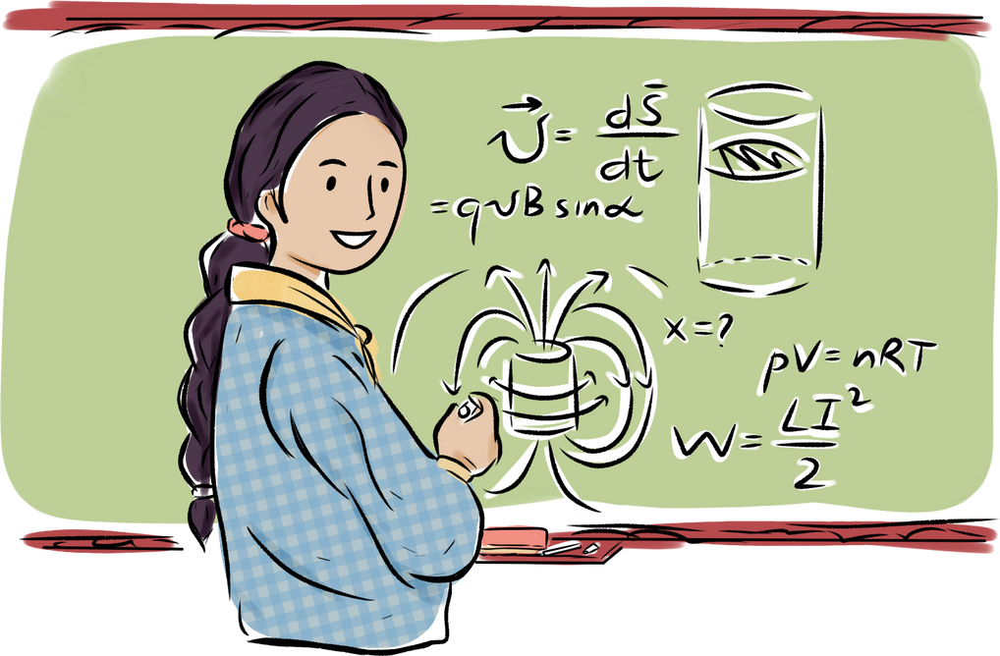 v⃗ = ds̄/dt
=qvB sinα
x=?
pV=nRT
W=LI²/2